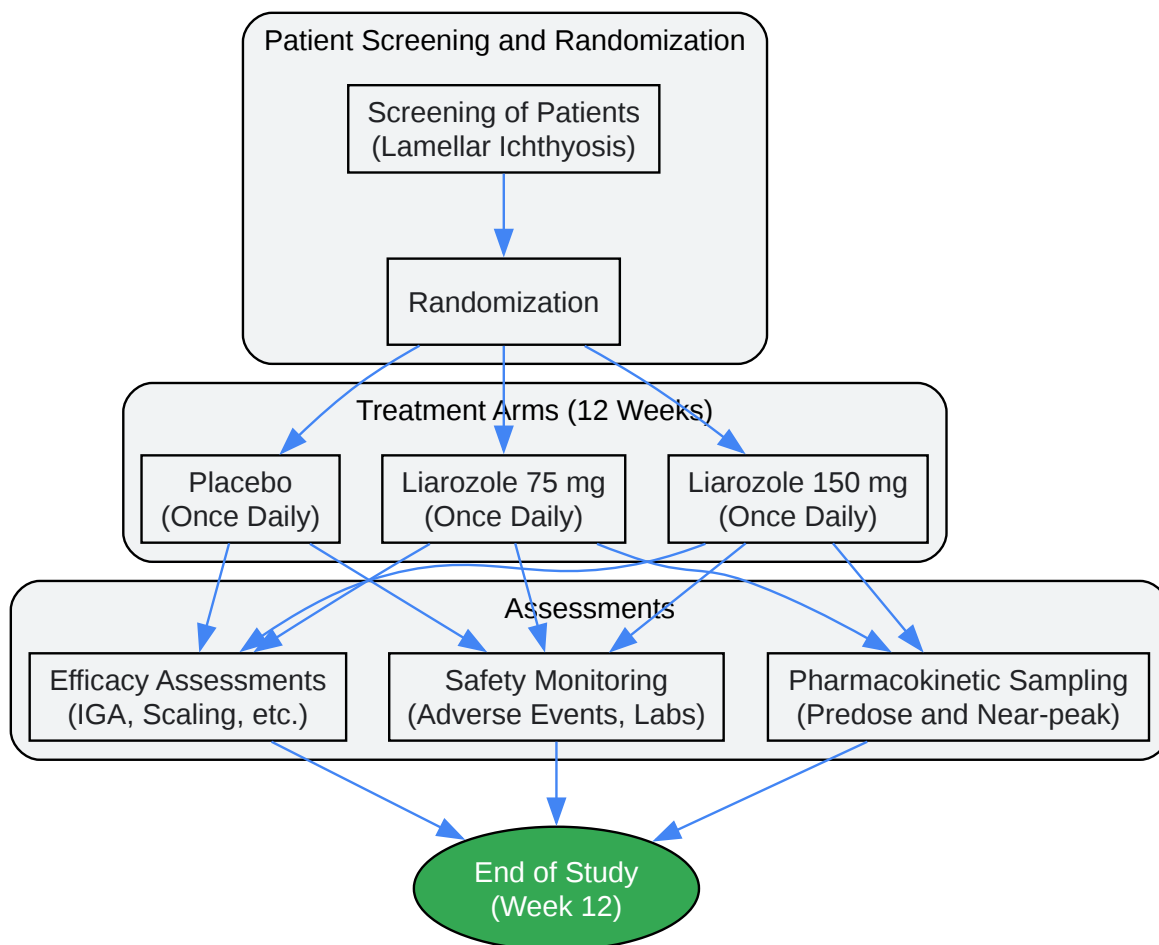 Patient Screening and Randomization
Screening of Patients
(Lamellar Ichthyosis)
Randomization
Treatment Arms (12 Weeks)
Placebo
(Once Daily)
Liarozole 75 mg
(Once Daily)
Liarozole 150 mg
(Once Daily)
Assessments
Efficacy Assessments
(IGA, Scaling, etc.)
Safety Monitoring
(Adverse Events, Labs)
Pharmacokinetic Sampling
(Predose and Near-peak)
End of Study
(Week 12)